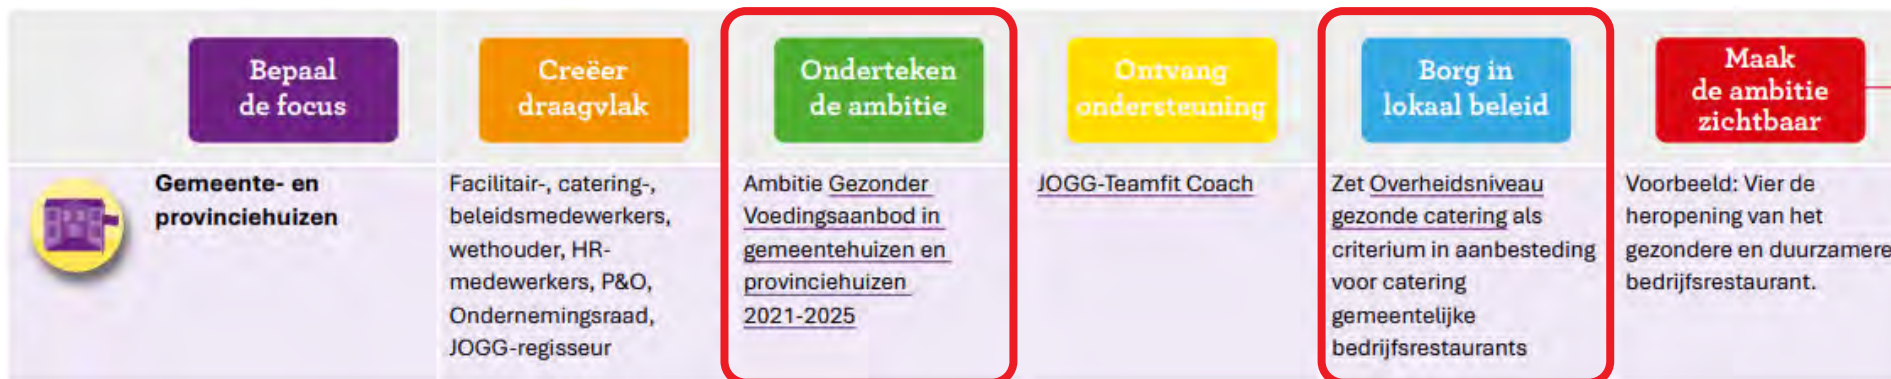 Bepaal
de focus
Creëer
draagvlak
Onderteken
de ambitie
Ontvang
ondersteuning
Borg in
lokaal beleid
Maak
de ambitie
zichtbaar
Gemeente- en
provinciehuizen
Facilitair-, catering-,
beleidsmedewerkers,
wethouder, HR-
medewerkers, P&O,
Ondernemingsraad,
JOGG-regisseur
Ambitie Gezonder
Voedingsaanbod in
gemeentehuizen en
provinciehuizen
2021-2025
JOGG-Teamfit Coach
Zet Overheidsniveau
gezonde catering als
criterium in aanbesteding
voor catering
gemeentelijke
bedrijfsrestaurants
Voorbeeld: Vier de
heropening van het
gezondere en duurzamere
bedrijfsrestaurant.